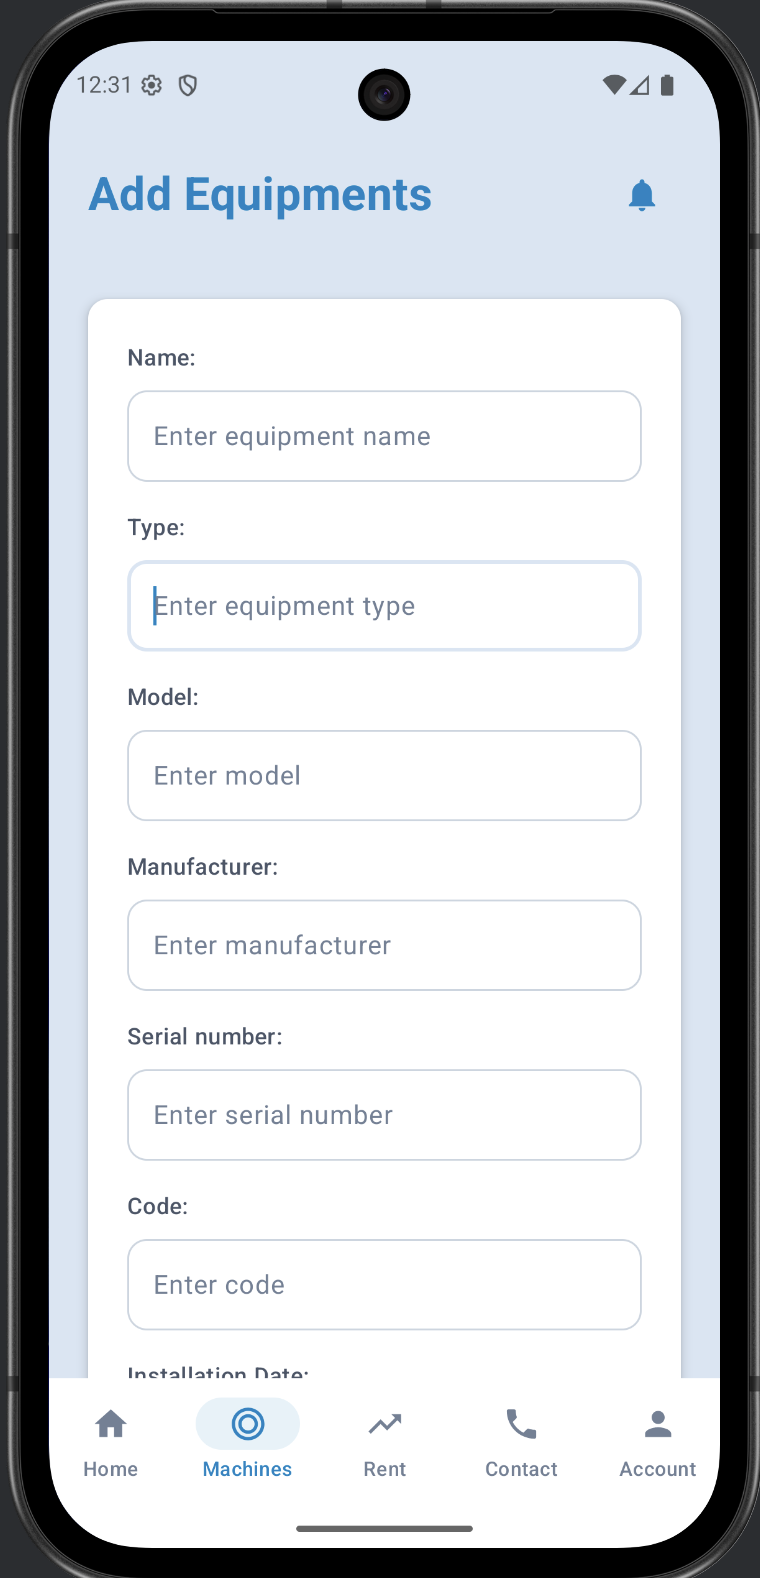 12:31
Add Equipments
Name:
Enter equipment name
Type:
Enter equipment type
Model:
Enter model
Manufacturer:
Enter manufacturer
Serial number:
Enter serial number
Code:
Enter code
Installation Date:
Home Machines Rent Contact Account